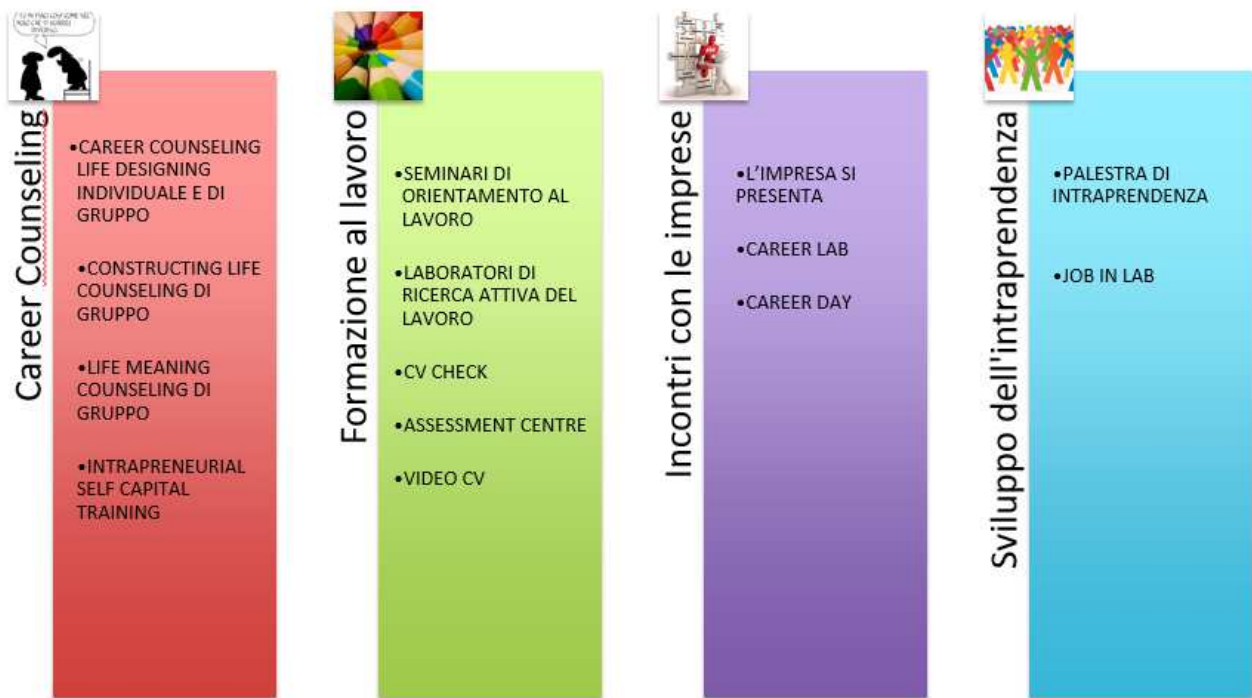 Career Counseling
•CAREER COUNSELING
LIFE DESIGNING
INDIVIDUALE E DI
GRUPPO
•CONSTRUCTING LIFE
COUNSELING DI
GRUPPO
•LIFE MEANING
COUNSELING DI
GRUPPO
•INTRAPRENEURIAL
SELF CAPITAL
TRAINING
Formazione al lavoro
•SEMINARI DI
ORIENTAMENTO AL
LAVORO
•LABORATORI DI
RICERCA ATTIVA DEL
LAVORO
•CV CHECK
•ASSESSMENT CENTRE
•VIDEO CV
Incontri con le imprese
•L’IMPRESA SI
PRESENTA
•CAREER LAB
•CAREER DAY
Sviluppo dell'intraprendenza
•PALESTRA DI
INTRAPRENDENZA
•JOB IN LAB